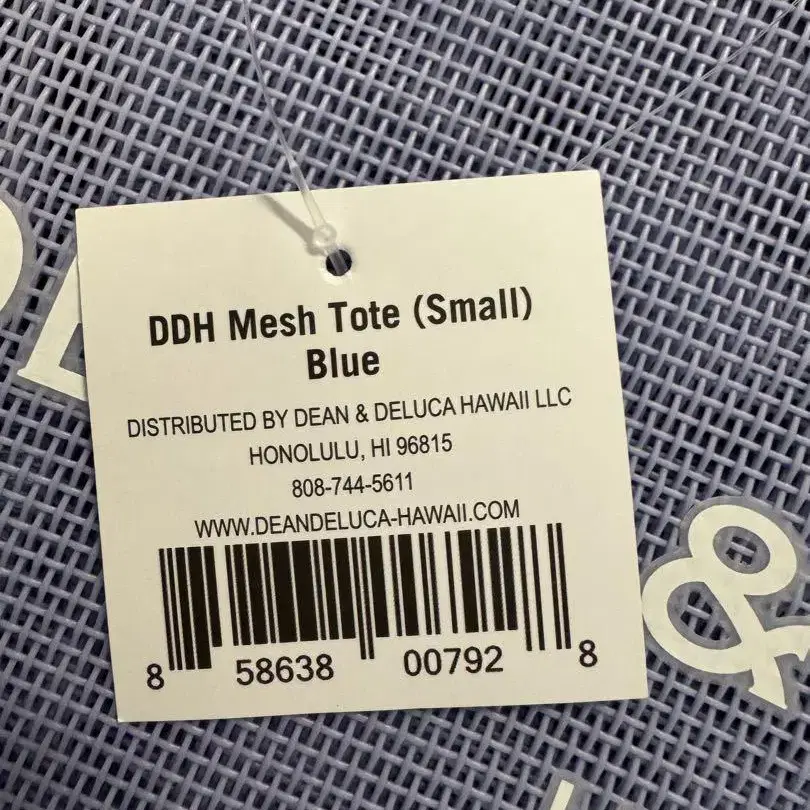 DDH Mesh Tote (Small)
Blue
DISTRIBUTED BY DEAN & DELUCA HAWAII LLC
HONOLULU, HI 96815
808-744-5611
WWW.DEANDELUCA-HAWAII.COM
8 58638 00792 8
&